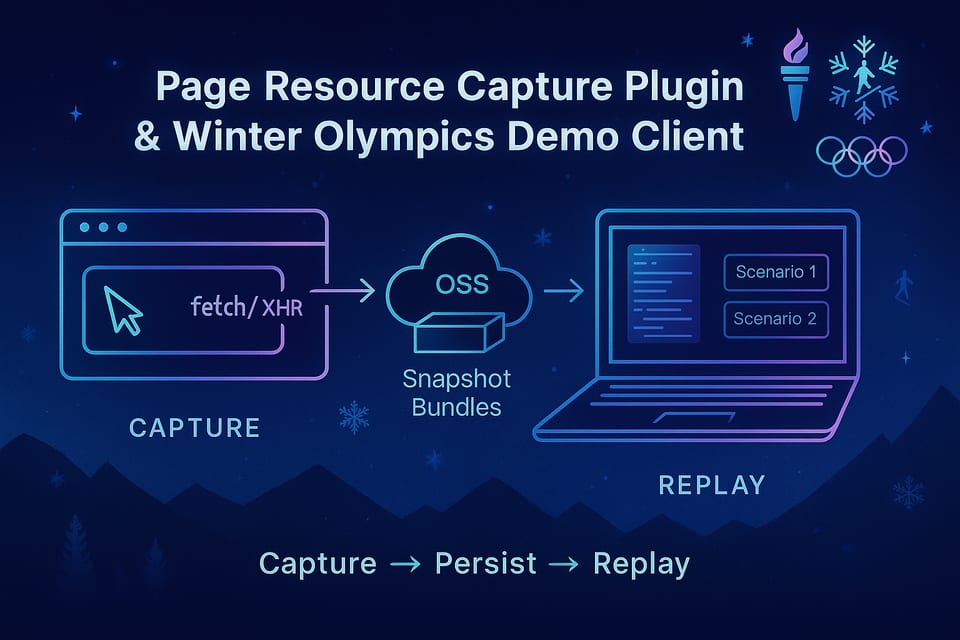 Page Resource Capture Plugin
& Winter Olympics Demo Client
fetch/XHR
OSS
Scenario 1
Scenario 2
Snapshot
Bundles
CAPTURE
REPLAY
Capture → Persist → Replay